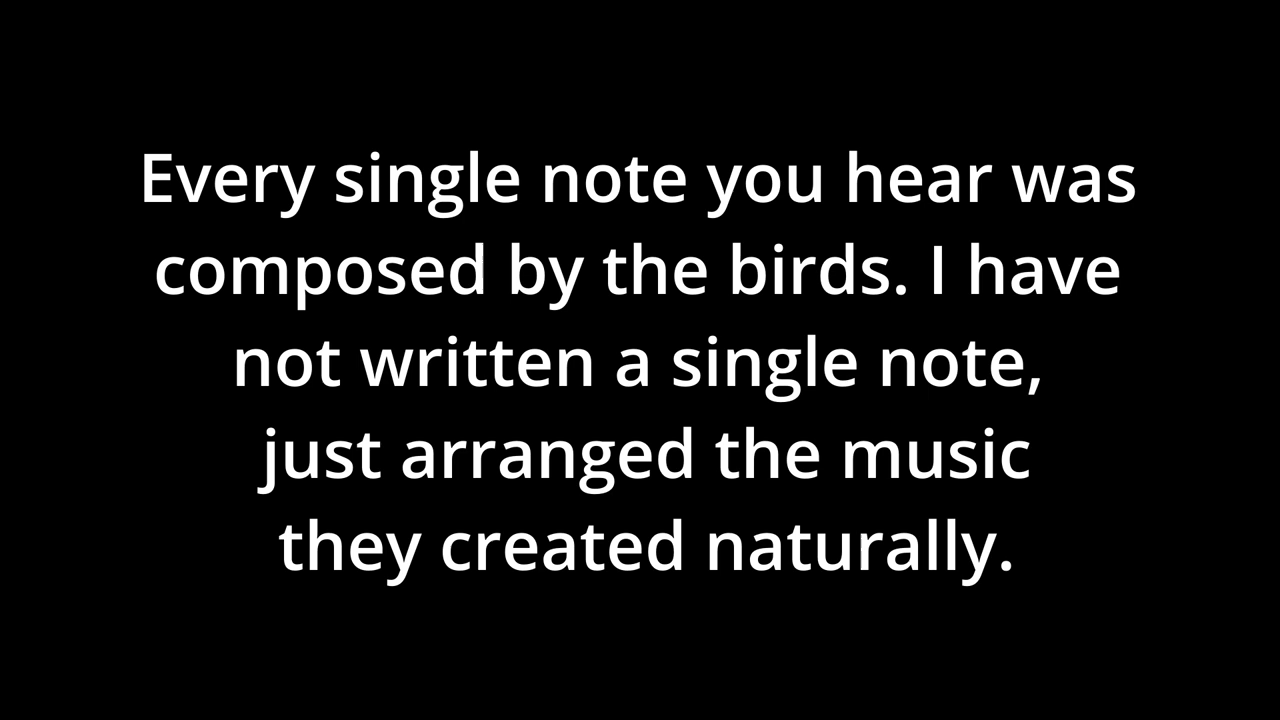 Every single note you hear was
composed by the birds. I have
not written a single note,
just arranged the music
they created naturally.